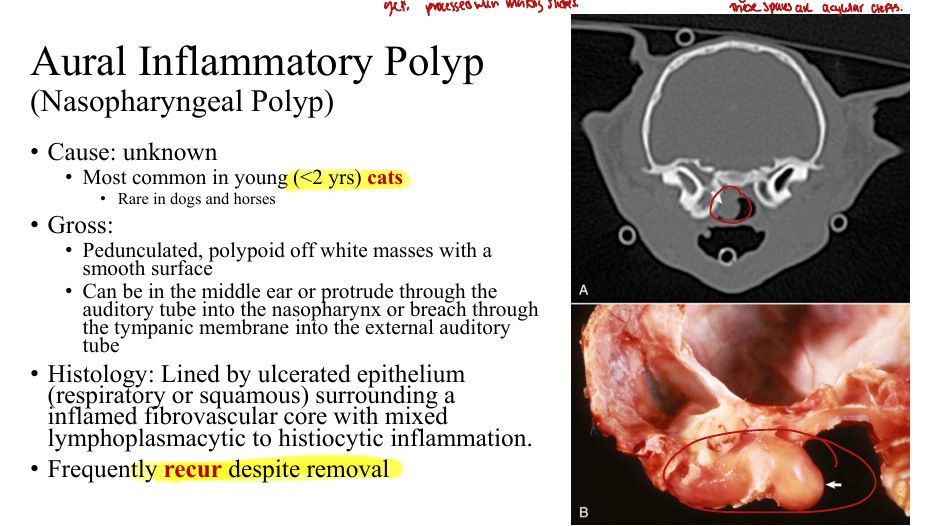 processed when making slides.
These spaces are acicular clefts.
Aural Inflammatory Polyp
(Nasopharyngeal Polyp)
• Cause: unknown
• Most common in young (<2 yrs) cats
• Rare in dogs and horses
• Gross:
• Pedunculated, polypoid off white masses with a
smooth surface
• Can be in the middle ear or protrude through the
auditory tube into the nasopharynx or breach through
the tympanic membrane into the external auditory
tube
• Histology: Lined by ulcerated epithelium
(respiratory or squamous) surrounding a
inflamed fibrovascular core with mixed
lymphoplasmacytic to histiocytic inflammation.
• Frequently recur despite removal
A
B